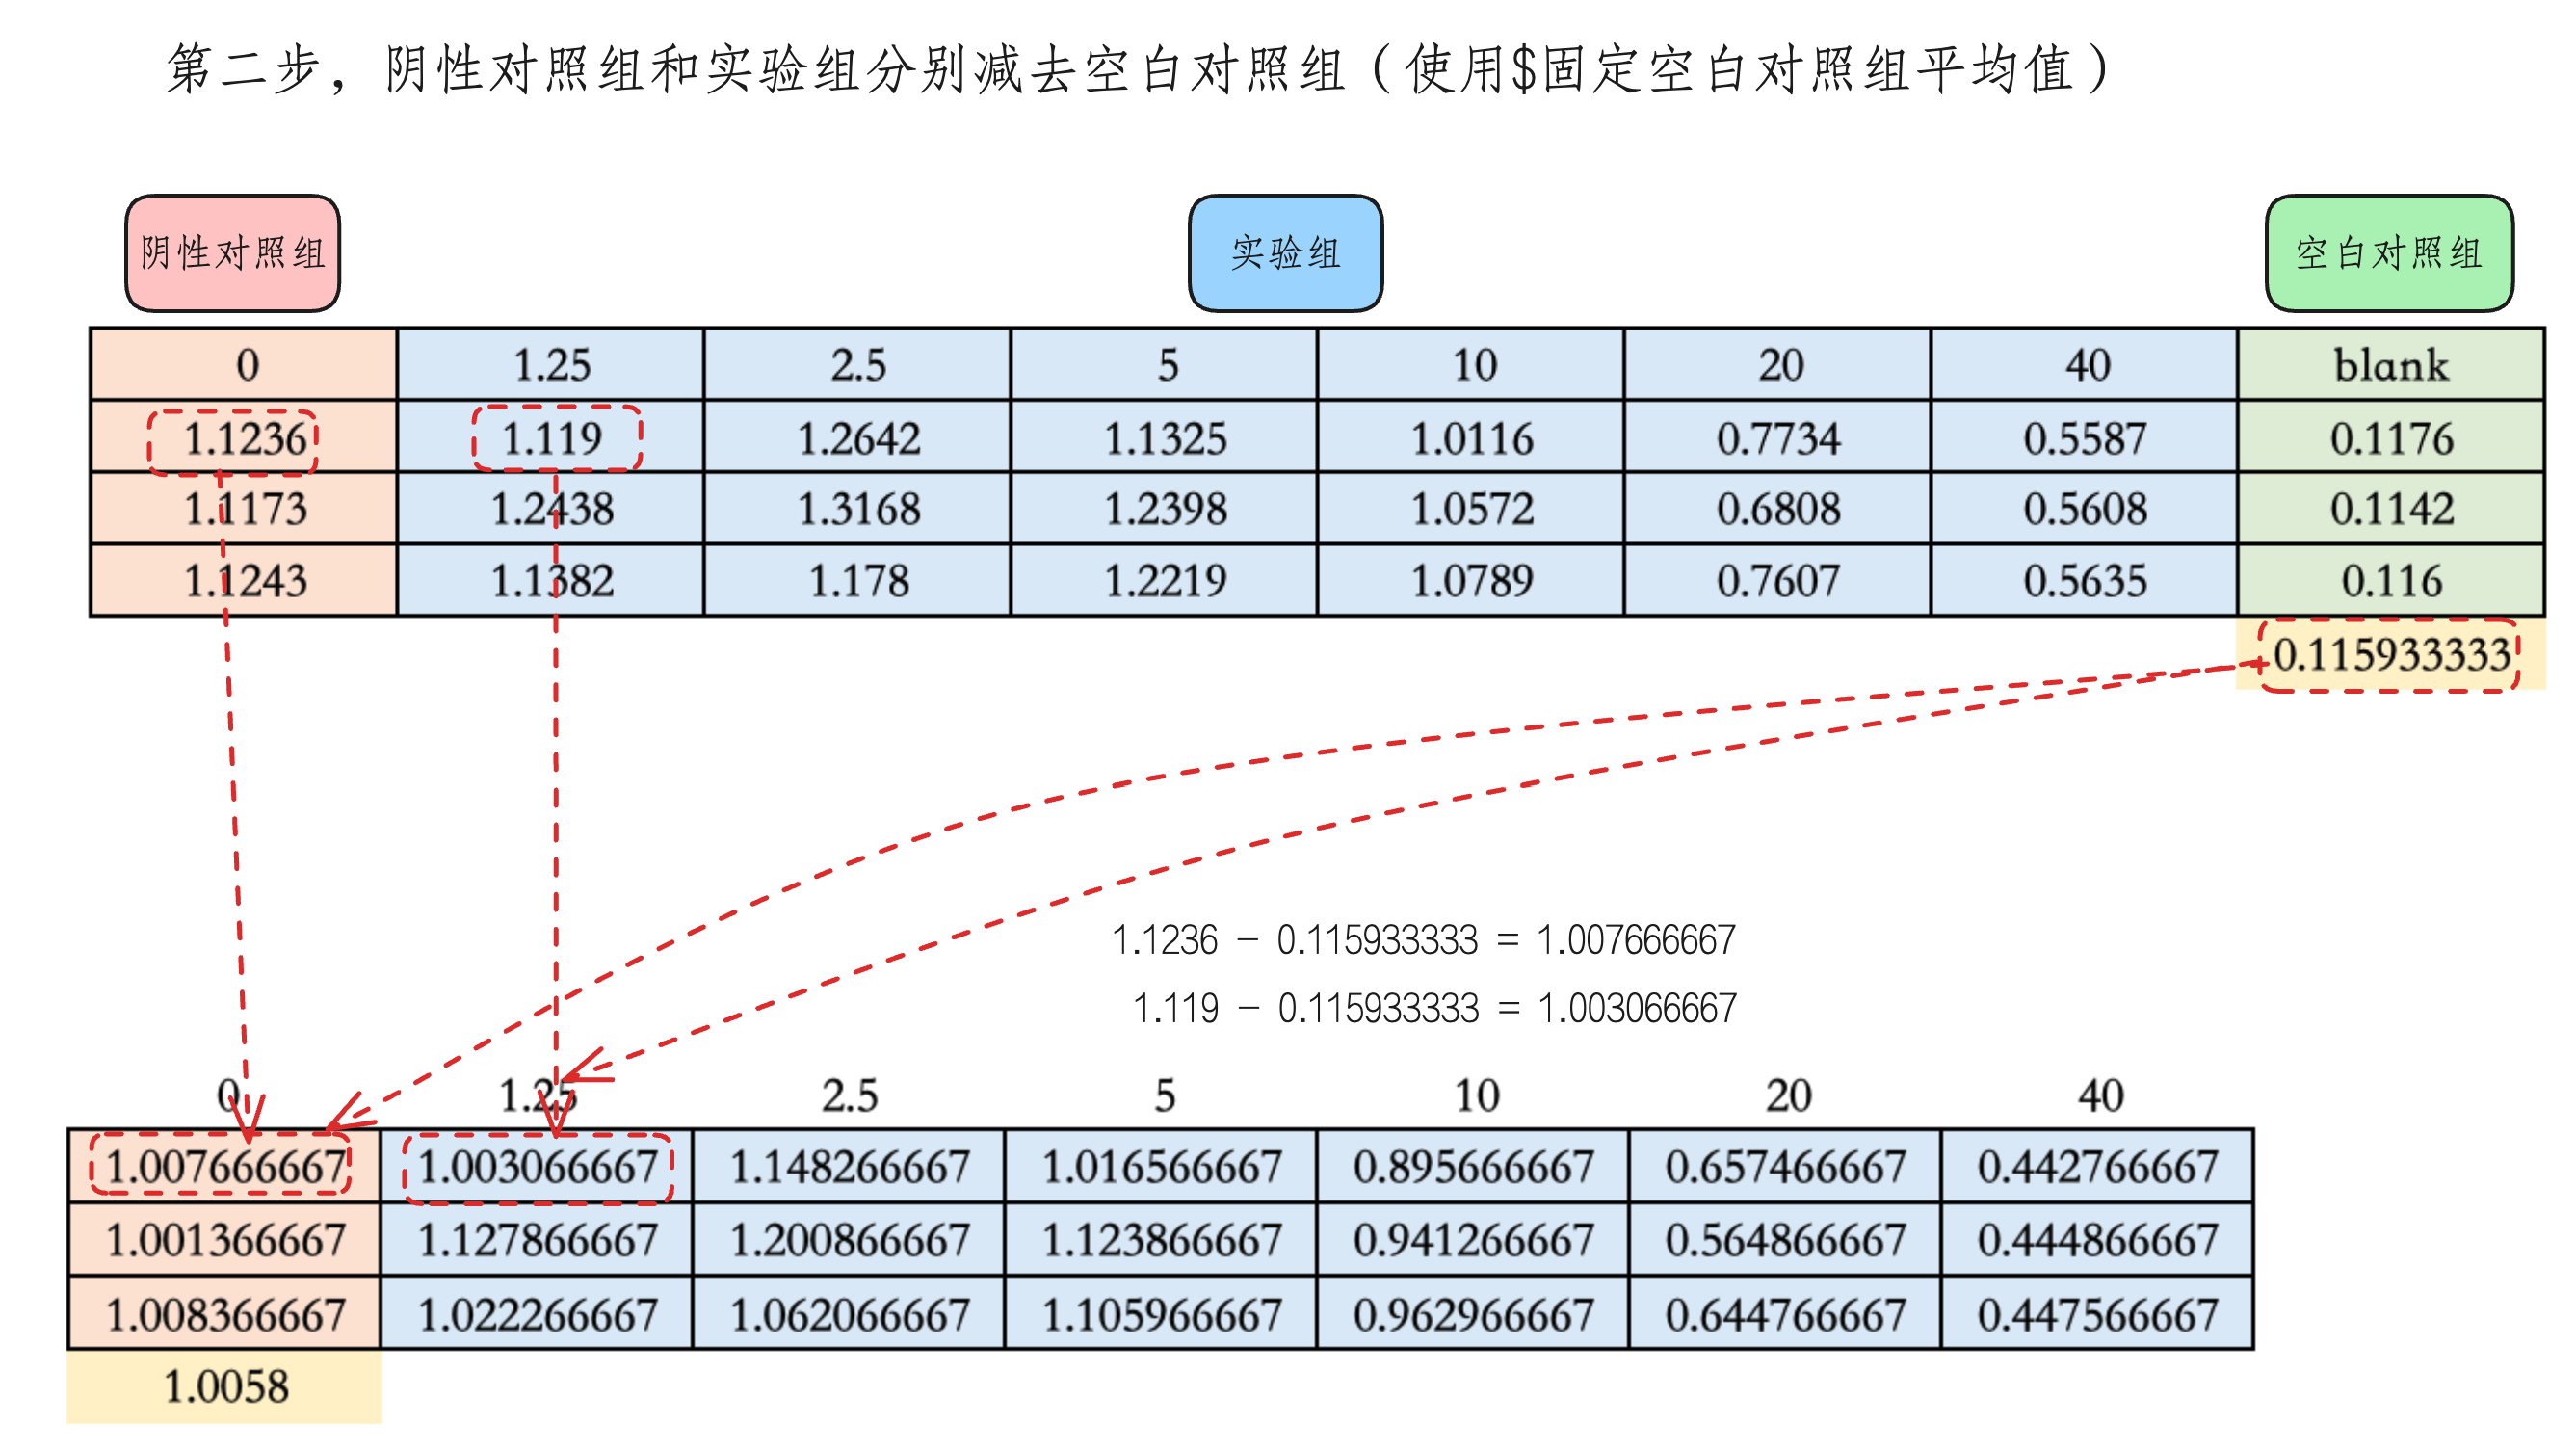 第二步，阴性对照组和实验组分别减去空白对照组（使用$固定空白对照组平均值）
阴性对照组 实验组 空白对照组
0 1.25 2.5 5 10 20 40 blank
1.1236 1.119 1.2642 1.1325 1.0116 0.7734 0.5587 0.1176
1.1173 1.2438 1.3168 1.2398 1.0572 0.6808 0.5608 0.1142
1.1243 1.1382 1.178 1.2219 1.0789 0.7607 0.5635 0.116
0.115933333
1.1236 - 0.115933333 = 1.007666667
1.119 - 0.115933333 = 1.003066667
0 1.25 2.5 5 10 20 40
1.007666667 1.003066667 1.148266667 1.016566667 0.895666667 0.657466667 0.442766667
1.001366667 1.127866667 1.200866667 1.123866667 0.941266667 0.564866667 0.444866667
1.008366667 1.022266667 1.062066667 1.105966667 0.962966667 0.644766667 0.447566667
1.0058